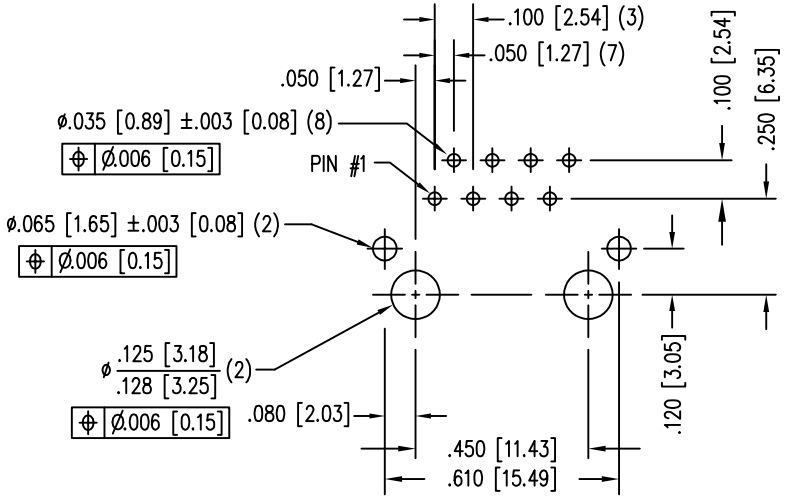 .100 [2.54] (3)
.050 [1.27] (7)
.050 [1.27]
.100 [2.54]
.250 [6.35]
ø.035 [0.89] ±.003 [0.08] (8)
⌖ Ø.006 [0.15]
PIN #1
ø.065 [1.65] ±.003 [0.08] (2)
⌖ Ø.006 [0.15]
ø .125 [3.18]
.128 [3.25] (2)
⌖ Ø.006 [0.15]
.080 [2.03]
.120 [3.05]
.450 [11.43]
.610 [15.49]